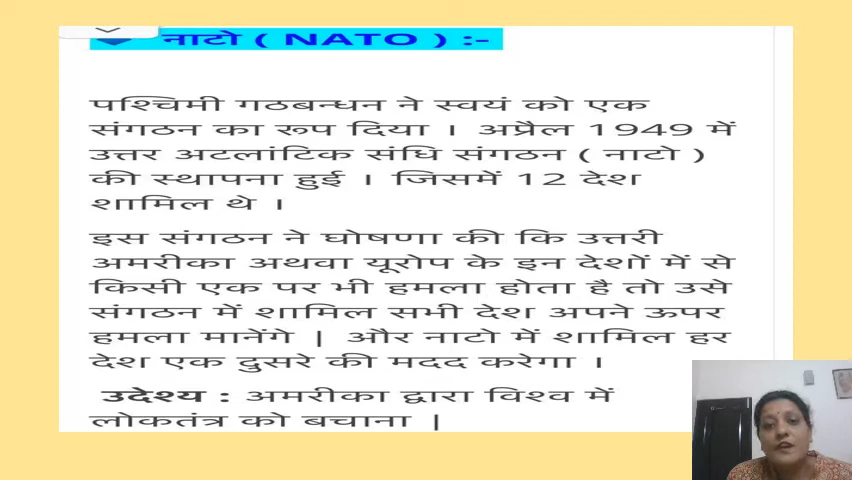 नाटो ( NATO ) :-
पश्चिमी गठबन्धन ने स्वयं को एक
संगठन का रूप दिया । अप्रैल 1949 में
उत्तर अटलांटिक संधि संगठन ( नाटो )
की स्थापना हुई । जिसमें 12 देश
शामिल थे ।
इस संगठन ने घोषणा की कि उत्तरी
अमरीका अथवा यूरोप के इन देशों में से
किसी एक पर भी हमला होता है तो उसे
संगठन में शामिल सभी देश अपने ऊपर
हमला मानेंगे | और नाटो में शामिल हर
देश एक दुसरे की मदद करेगा ।
उदेश्य : अमरीका द्वारा विश्व में
लोकतंत्र को बचाना |